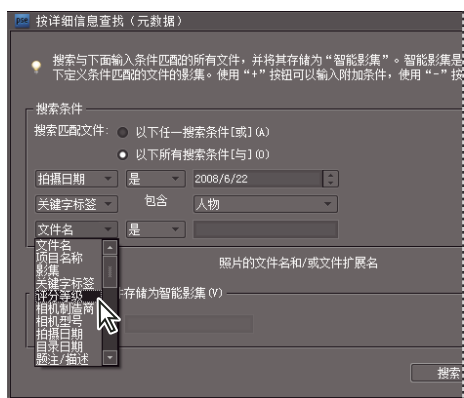 pse 按详细信息查找（元数据）
搜索与下面输入条件匹配的所有文件，并将其存储为“智能影集”。智能影集是
下定义条件匹配的文件的影集。使用“+”按钮可以输入附加条件，使用“-”按
搜索条件
搜索匹配文件: 以下任一搜索条件[或](A)
以下所有搜索条件[与](O)
拍摄日期 是 2008/6/22
关键字标签 包含 人物
文件名 是
文件名
项目名称
照片的文件名和/或文件扩展名
影集
关键字标签
评分等级 存储为智能影集(V)
相机制造商
相机型号
拍摄日期
目录日期
题注/描述
搜索